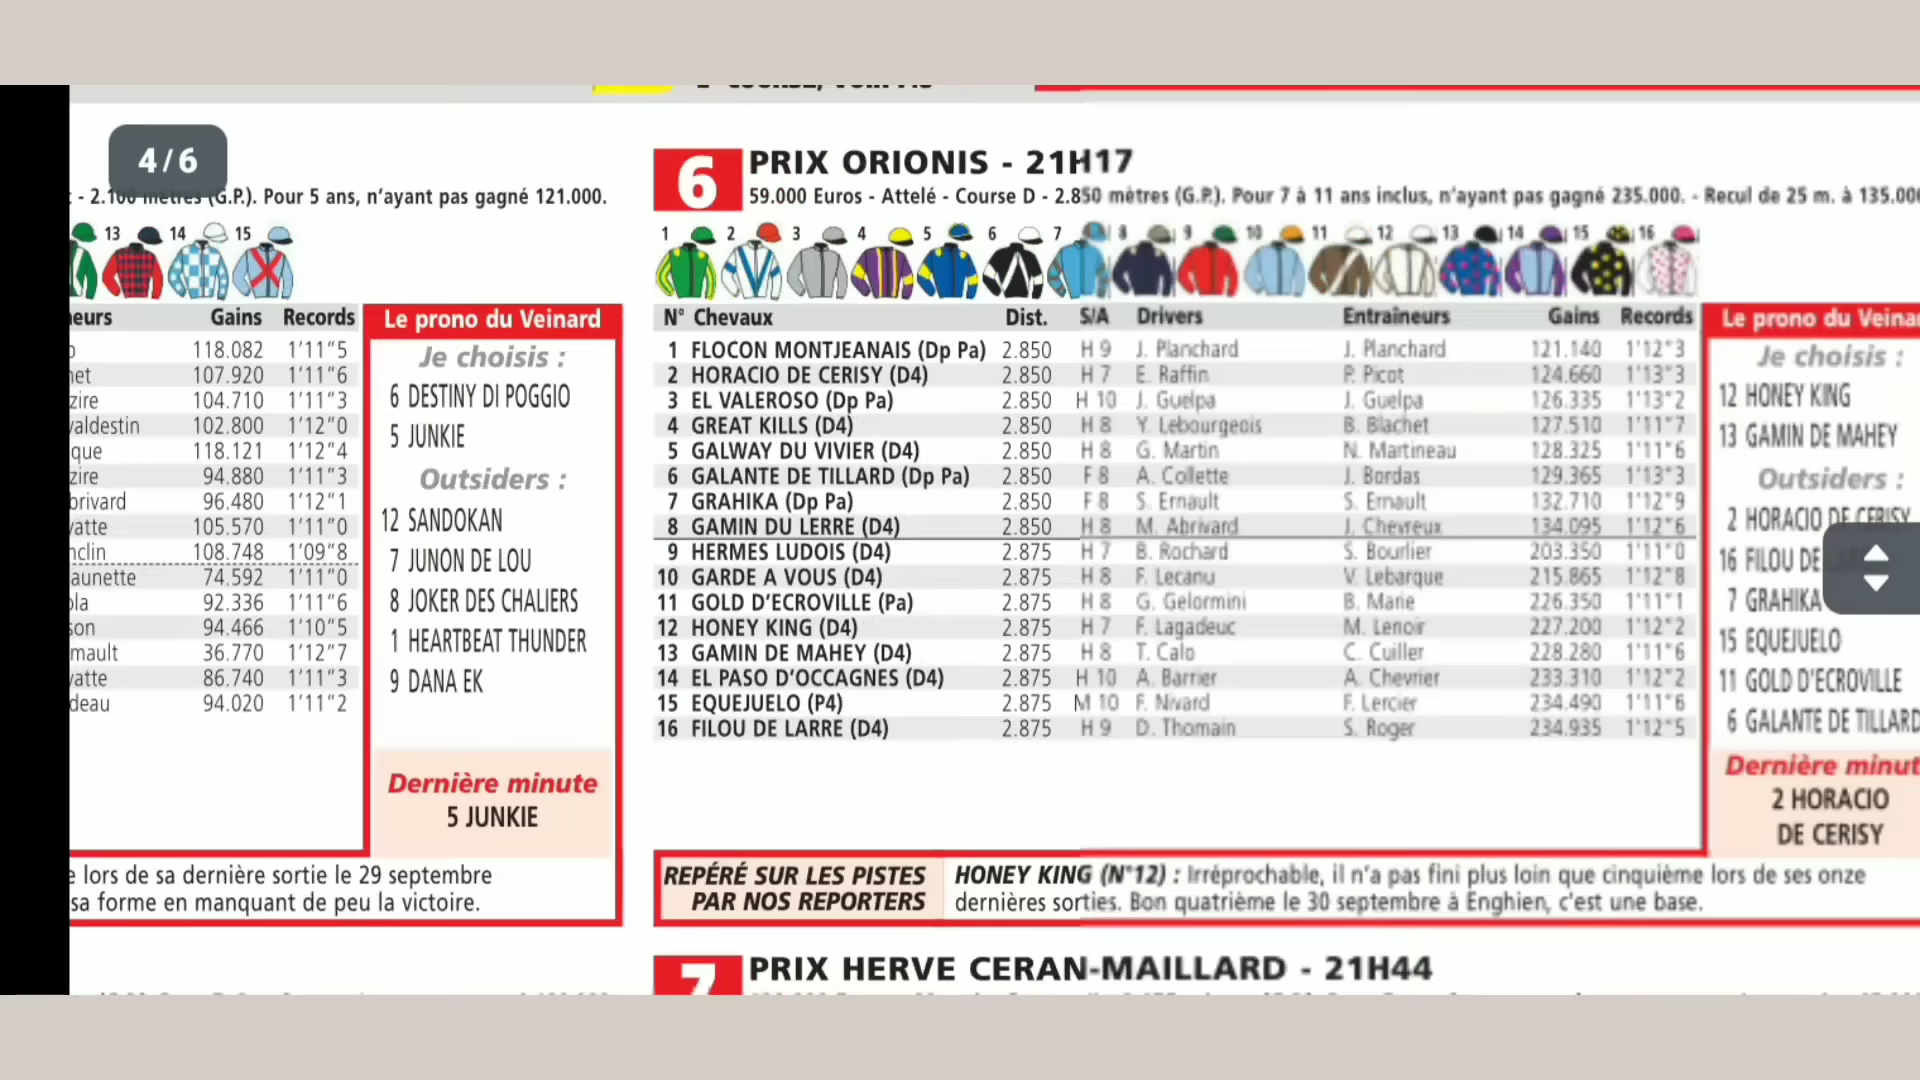 4/6
- 2.100 mètres (G.P.). Pour 5 ans, n'ayant pas gagné 121.000.
13 14 15
Gains Records
118.082 1'11"5
107.920 1'11"6
104.710 1'11"3
102.800 1'12"0
118.121 1'12"4
94.880 1'11"3
96.480 1'12"1
105.570 1'11"0
108.748 1'09"8
74.592 1'11"0
92.336 1'11"6
94.466 1'10"5
36.770 1'12"7
86.740 1'11"3
94.020 1'11"2
Le prono du Veinard
Je choisis :
6 DESTINY DI POGGIO
5 JUNKIE
Outsiders :
12 SANDOKAN
7 JUNON DE LOU
8 JOKER DES CHALIERS
1 HEARTBEAT THUNDER
9 DANA EK
Dernière minute
5 JUNKIE
lors de sa dernière sortie le 29 septembre
sa forme en manquant de peu la victoire.
6 PRIX ORIONIS - 21H17
59.000 Euros - Attelé - Course D - 2.850 mètres (G.P.). Pour 7 à 11 ans inclus, n'ayant pas gagné 235.000. - Recul de 25 m. à 135.000
1 2 3 4 5 6 7 8 9 10 11 12 13 14 15 16
N° Chevaux Dist. S/A Drivers Entraîneurs Gains Records
1 FLOCON MONTJEANAIS (Dp Pa) 2.850 H 9 J. Planchard J. Planchard 121.140 1'12"3
2 HORACIO DE CERISY (D4) 2.850 H 7 E. Raffin P. Picot 124.660 1'13"3
3 EL VALEROSO (Dp Pa) 2.850 H 10 J. Guelpa J. Guelpa 126.335 1'13"2
4 GREAT KILLS (D4) 2.850 H 8 Y. Lebourgeois B. Blachet 127.510 1'11"7
5 GALWAY DU VIVIER (D4) 2.850 H 8 G. Martin N. Martineau 128.325 1'11"6
6 GALANTE DE TILLARD (Dp Pa) 2.850 F 8 A. Collette J. Bordas 129.365 1'13"3
7 GRAHIKA (Dp Pa) 2.850 F 8 S. Ernault S. Ernault 132.710 1'12"9
8 GAMIN DU LERRE (D4) 2.850 H 8 M. Abrivard J. Chevreux 134.095 1'12"6
9 HERMES LUDOIS (D4) 2.875 H 7 B. Rochard S. Bourlier 203.350 1'11"0
10 GARDE A VOUS (D4) 2.875 H 8 F. Lecanu V. Lebarque 215.865 1'12"8
11 GOLD D'ECROVILLE (Pa) 2.875 H 8 G. Gelormini B. Marie 226.350 1'11"1
12 HONEY KING (D4) 2.875 H 7 F. Lagadeuc M. Lenoir 227.200 1'12"2
13 GAMIN DE MAHEY (D4) 2.875 H 8 T. Calo C. Cuiller 228.280 1'11"6
14 EL PASO D'OCCAGNES (D4) 2.875 H 10 A. Barrier A. Chevrier 233.310 1'12"2
15 EQUEJUELO (P4) 2.875 M 10 F. Nivard F. Lercier 234.490 1'11"6
16 FILOU DE LARRE (D4) 2.875 H 9 D. Thomain S. Roger 234.935 1'12"5
Le prono du Veina
Je choisis :
12 HONEY KING
13 GAMIN DE MAHEY
Outsiders :
2 HORACIO DE CERISY
16 FILOU DE
7 GRAHIKA
15 EQUEJUELO
11 GOLD D'ECROVILLE
6 GALANTE DE TILLARD
Dernière minut
2 HORACIO
DE CERISY
REPÉRÉ SUR LES PISTES
PAR NOS REPORTERS
HONEY KING (N°12) : Irréprochable, il n'a pas fini plus loin que cinquième lors de ses onze
dernières sorties. Bon quatrième le 30 septembre à Enghien, c'est une base.
7 PRIX HERVE CERAN-MAILLARD - 21H44